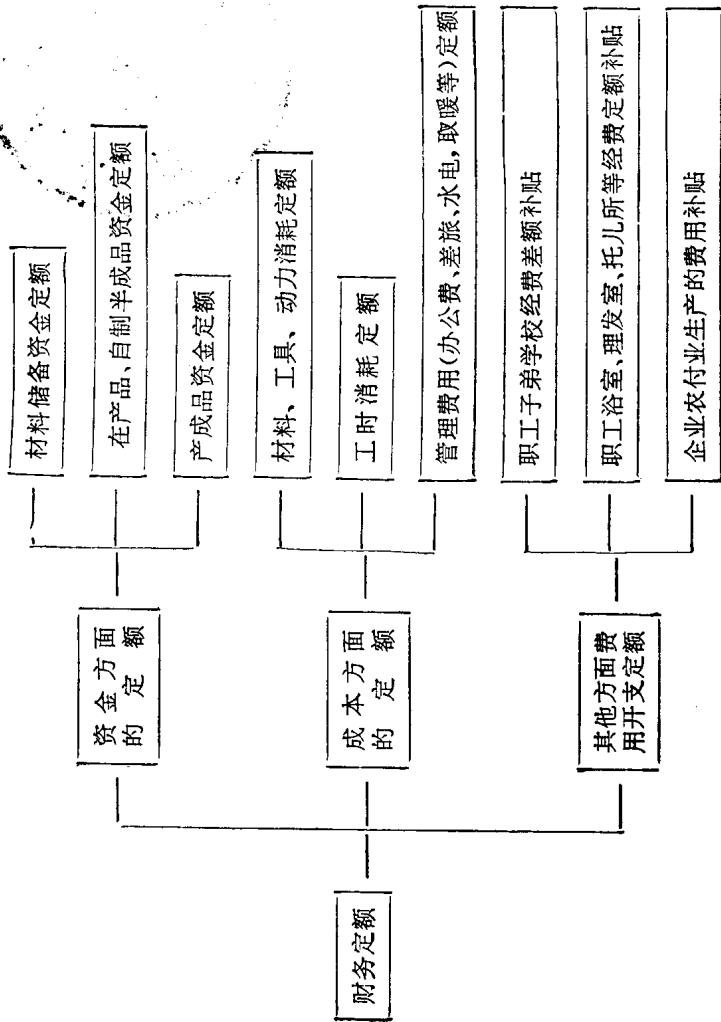 财务定额
资金方面
的定额
材料储备资金定额
在产品、自制半成品资金定额
产成品资金定额
成本方面
的定额
材料、工具、动力消耗定额
工时消耗定额
管理费用(办公费、差旅、水电,取暖等)定额
其他方面费
用开支定额
职工子弟学校经费差额补贴
职工浴室、理发室、托儿所等经费定额补贴
企业农付业生产的费用补贴